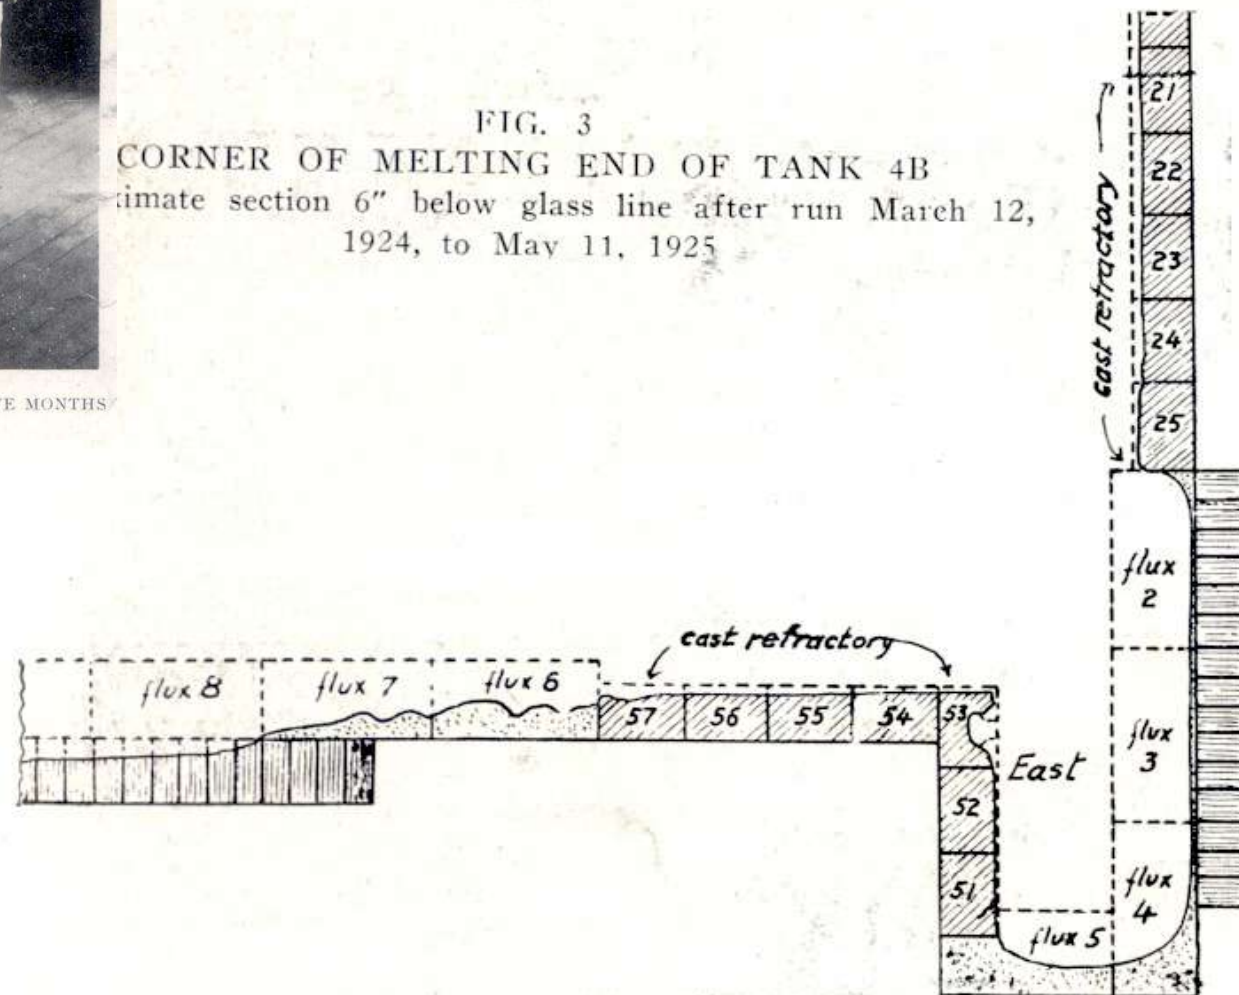 FIG. 3
CORNER OF MELTING END OF TANK 4B
section 6" below glass line after run March 12,
1924, to May 11, 1925
MONTHS
21
22
23
24
25
cast refractory
flux
2
flux
3
flux
4
flux 5
East
cast refractory
flux 8
flux 7
flux 6
57
56
55
54
53
52
51